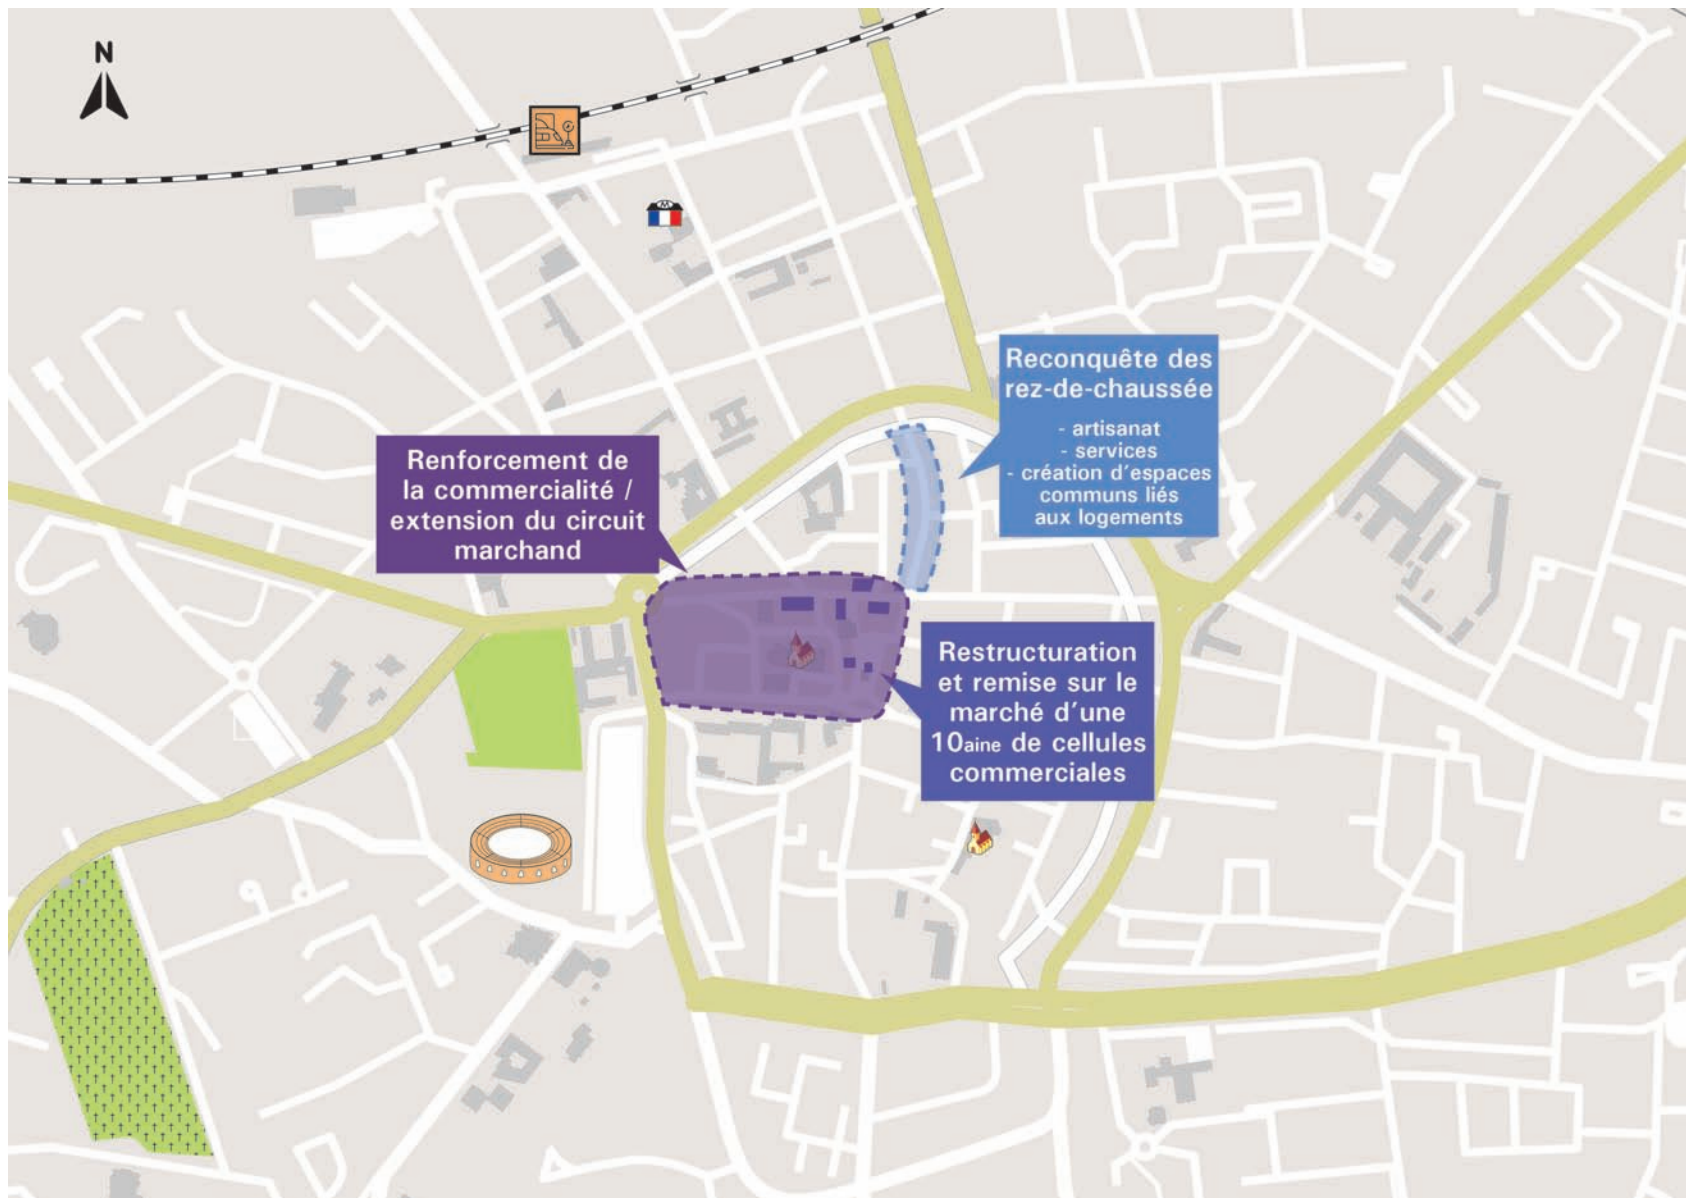 N
M
Reconquête des
rez-de-chaussée
- artisanat
- services
- création d'espaces
communs liés
aux logements
Renforcement de
la commercialité /
extension du circuit
marchand
Restructuration
et remise sur le
marché d'une
10aine de cellules
commerciales